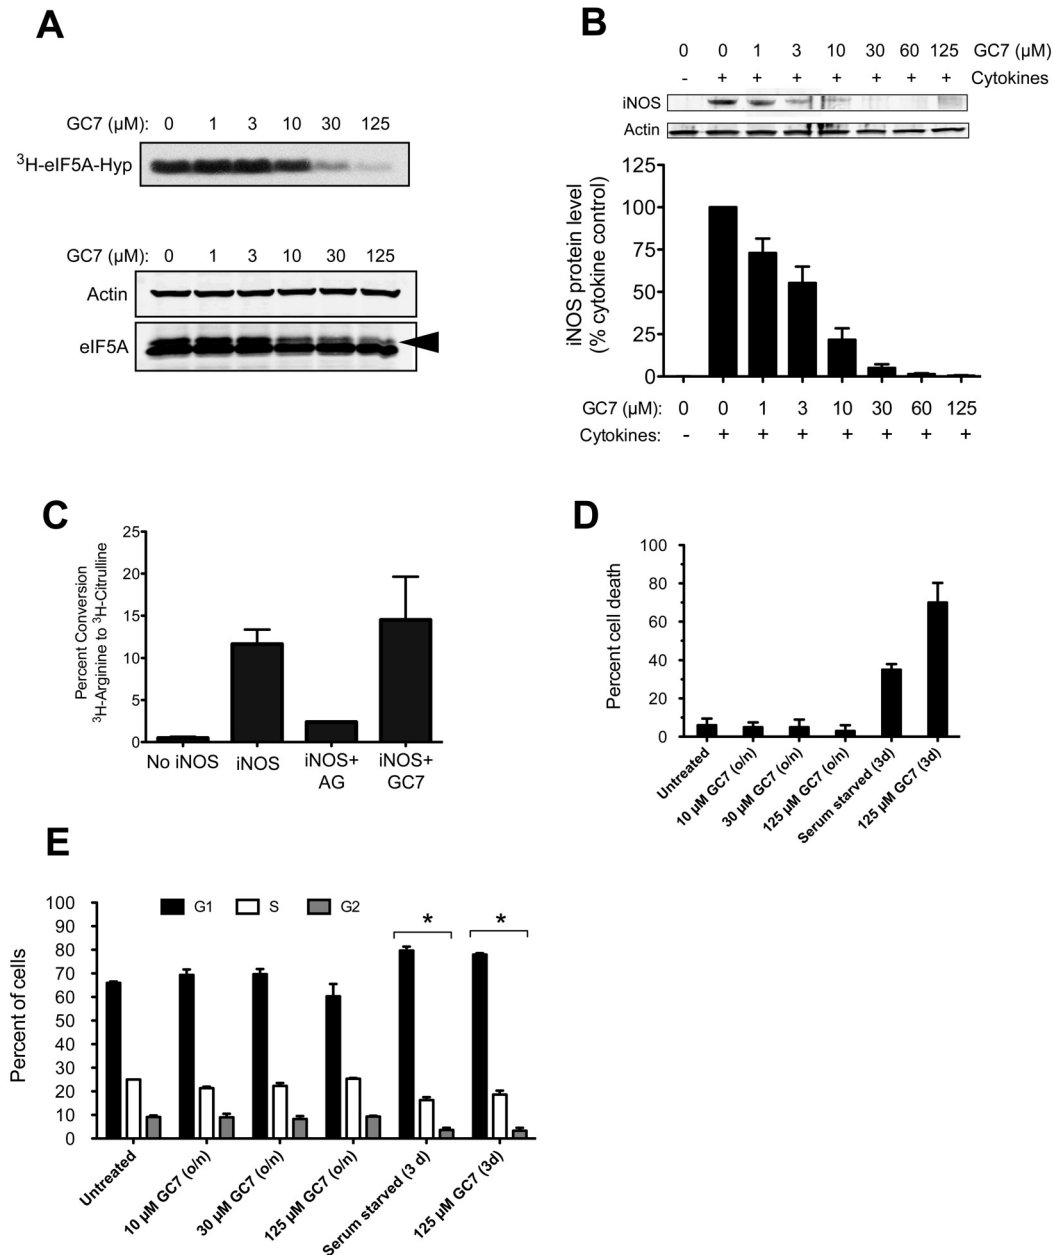 A
GC7 (µM): 0 1 3 10 30 125
³H-eIF5A-Hyp
GC7 (µM): 0 1 3 10 30 125
Actin
eIF5A
B
0 0 1 3 10 30 60 125 GC7 (µM)
- + + + + + + + Cytokines
iNOS
Actin
iNOS protein level
(% cytokine control)
125
100
75
50
25
0
GC7 (µM): 0 0 1 3 10 30 60 125
Cytokines: - + + + + + + +
C
Percent Conversion
³H-Arginine to ³H-Citrulline
25
20
15
10
5
0
No iNOS iNOS iNOS+ iNOS+
AG GC7
D
Percent cell death
100
80
60
40
20
0
Untreated
10 µM GC7 (o/n)
30 µM GC7 (o/n)
125 µM GC7 (o/n)
Serum starved (3d)
125 µM GC7 (3d)
E
Percent of cells
100
90
80
70
60
50
40
30
20
10
0
G1 S G2
* *
Untreated
10 µM GC7 (o/n)
30 µM GC7 (o/n)
125 µM GC7 (o/n)
Serum starved (3 d)
125 µM GC7 (3d)